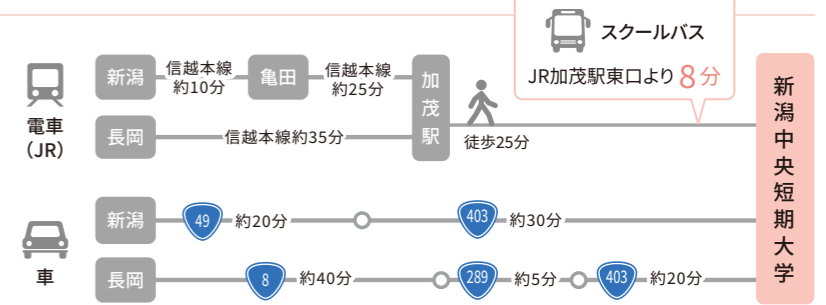 スクールバス
JR加茂駅東口より8分
電車
（JR）
新潟
信越本線
約10分
亀田
信越本線
約25分
加茂駅
長岡
信越本線約35分
徒歩25分
車
新潟
49
約20分
403
約30分
長岡
8
約40分
289
約5分
403
約20分
新潟中央短期大学